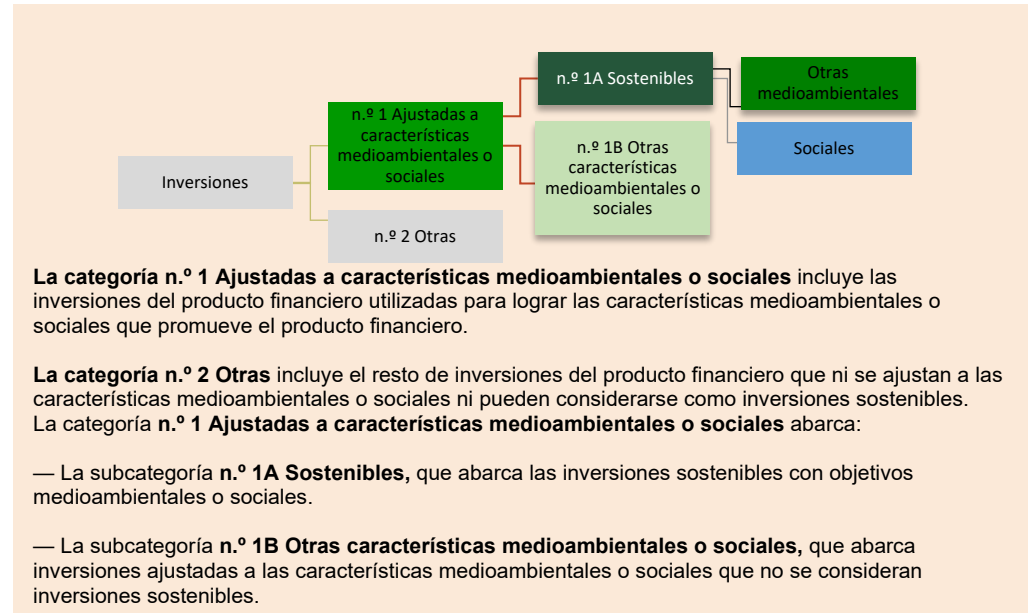 n.º 1A Sostenibles
Otras
medioambientales
n.º 1 Ajustadas a
características
medioambientales o
sociales
n.º 1B Otras
características
medioambientales o
sociales
Sociales
Inversiones
n.º 2 Otras
La categoría n.º 1 Ajustadas a características medioambientales o sociales incluye las
inversiones del producto financiero utilizadas para lograr las características medioambientales o
sociales que promueve el producto financiero.
La categoría n.º 2 Otras incluye el resto de inversiones del producto financiero que ni se ajustan a las
características medioambientales o sociales ni pueden considerarse como inversiones sostenibles.
La categoría n.º 1 Ajustadas a características medioambientales o sociales abarca:
— La subcategoría n.º 1A Sostenibles, que abarca las inversiones sostenibles con objetivos
medioambientales o sociales.
— La subcategoría n.º 1B Otras características medioambientales o sociales, que abarca
inversiones ajustadas a las características medioambientales o sociales que no se consideran
inversiones sostenibles.